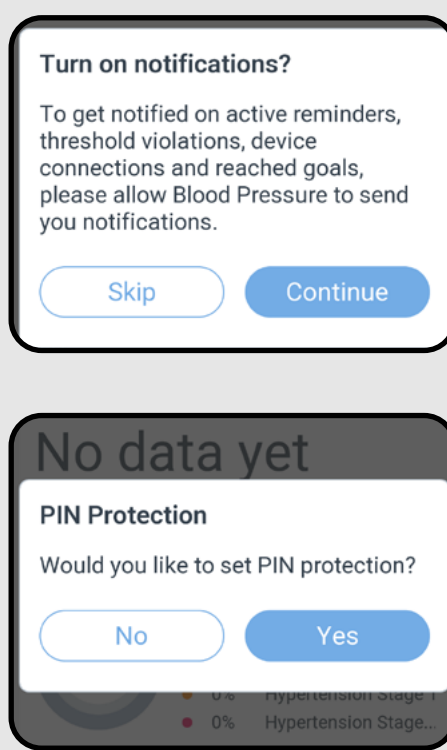 Turn on notifications?
To get notified on active reminders,
threshold violations, device
connections and reached goals,
please allow Blood Pressure to send
you notifications.
Skip Continue
No data yet
PIN Protection
Would you like to set PIN protection?
No Yes
0% Hypertension Stage 1
0% Hypertension Stage...